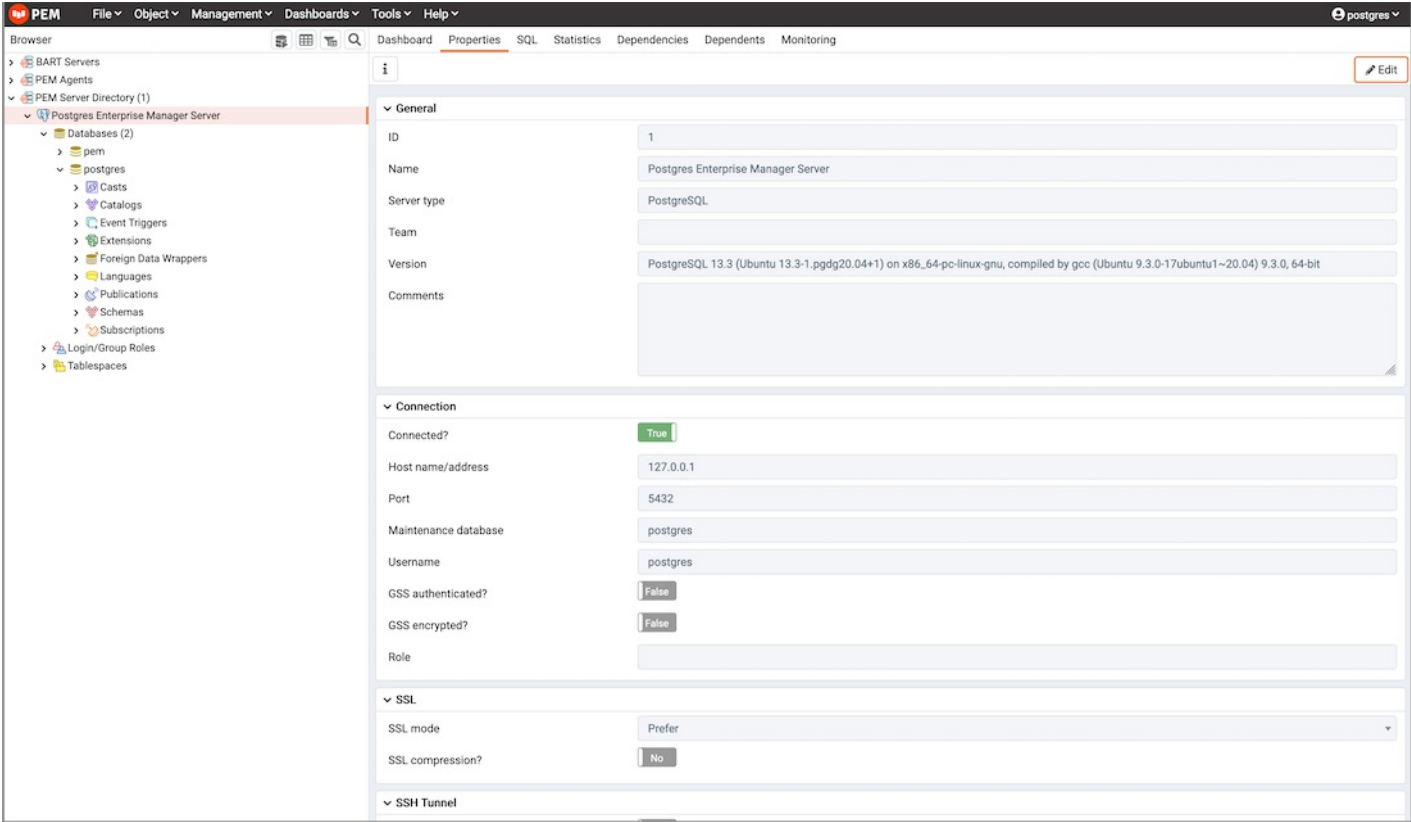 PEM File Object Management Dashboards Tools Help postgres
Browser
Dashboard Properties SQL Statistics Dependencies Dependents Monitoring
BART Servers
PEM Agents
PEM Server Directory (1)
Postgres Enterprise Manager Server
Databases (2)
pem
postgres
Casts
Catalogs
Event Triggers
Extensions
Foreign Data Wrappers
Languages
Publications
Schemas
Subscriptions
Login/Group Roles
Tablespaces
i Edit
General
ID 1
Name Postgres Enterprise Manager Server
Server type PostgreSQL
Team
Version PostgreSQL 13.3 (Ubuntu 13.3-1.pgdg20.04+1) on x86_64-pc-linux-gnu, compiled by gcc (Ubuntu 9.3.0-17ubuntu1~20.04) 9.3.0, 64-bit
Comments
Connection
Connected? True
Host name/address 127.0.0.1
Port 5432
Maintenance database postgres
Username postgres
GSS authenticated? False
GSS encrypted? False
Role
SSL
SSL mode Prefer
SSL compression? No
SSH Tunnel